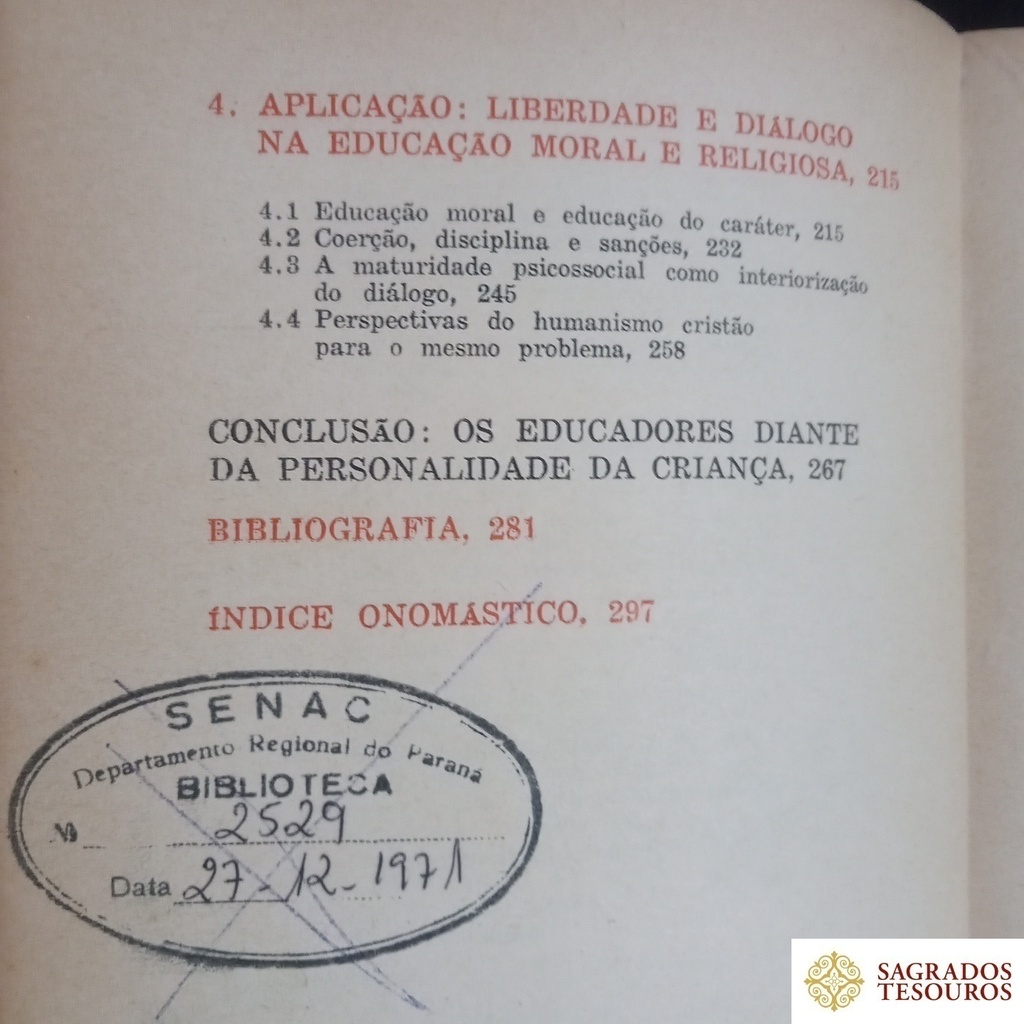 4. APLICAÇÃO: LIBERDADE E DIÁLOGO
NA EDUCAÇÃO MORAL E RELIGIOSA, 215
4.1 Educação moral e educação do caráter, 215
4.2 Coerção, disciplina e sanções, 232
4.3 A maturidade psicossocial como interiorização
do diálogo, 245
4.4 Perspectivas do humanismo cristão
para o mesmo problema, 258
CONCLUSÃO: OS EDUCADORES DIANTE
DA PERSONALIDADE DA CRIANÇA, 267
BIBLIOGRAFIA, 281
ÍNDICE ONOMÁSTICO, 297
SENAC
Departamento Regional do Paraná
BIBLIOTECA
Nº 2529
Data 27-12-1971
SAGRADOS
TESOUROS